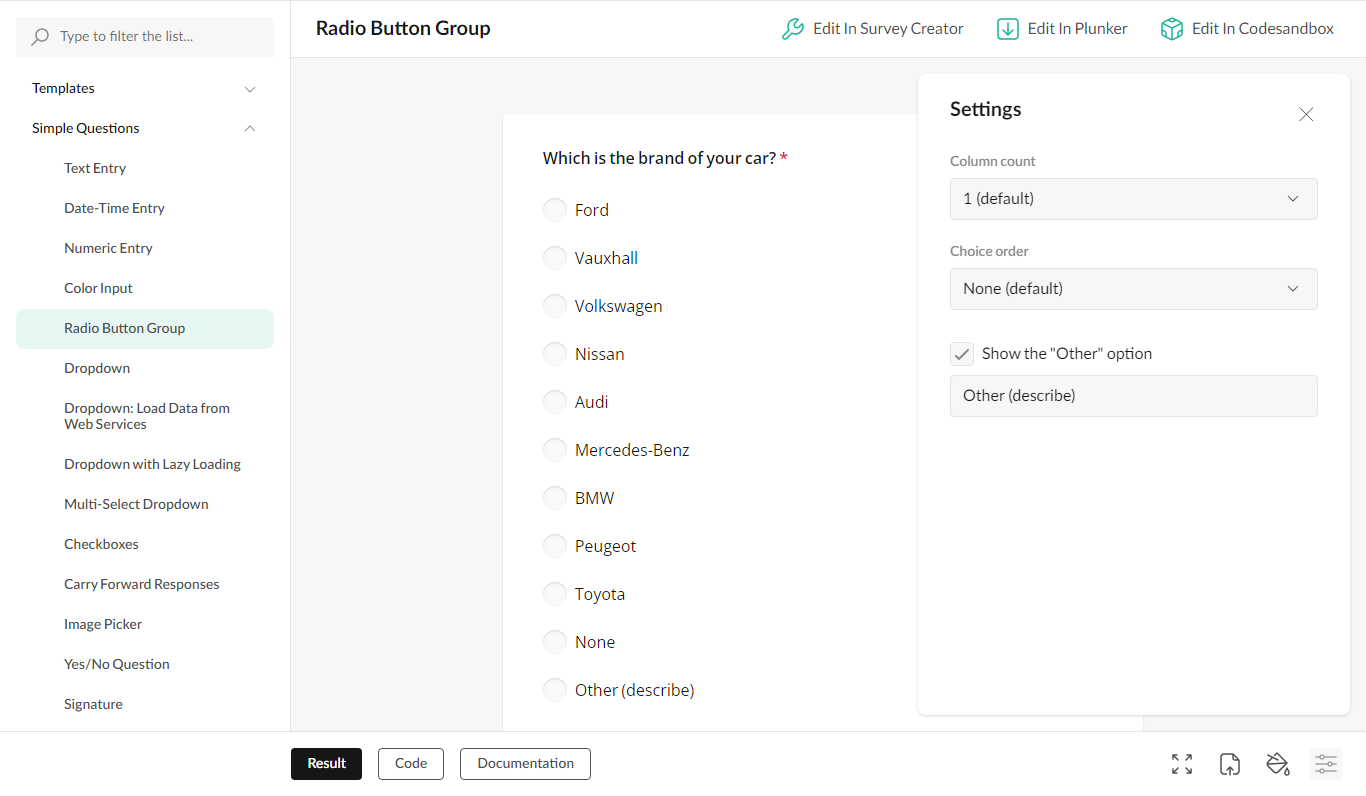 Type to filter the list...
Templates
Simple Questions
Text Entry
Date-Time Entry
Numeric Entry
Color Input
Radio Button Group
Dropdown
Dropdown: Load Data from
Web Services
Dropdown with Lazy Loading
Multi-Select Dropdown
Checkboxes
Carry Forward Responses
Image Picker
Yes/No Question
Signature
Radio Button Group
Edit In Survey Creator
Edit In Plunker
Edit In Codesandbox
Which is the brand of your car? *
Ford
Vauxhall
Volkswagen
Nissan
Audi
Mercedes-Benz
BMW
Peugeot
Toyota
None
Other (describe)
Settings
Column count
1 (default)
Choice order
None (default)
Show the "Other" option
Other (describe)
Result
Code
Documentation